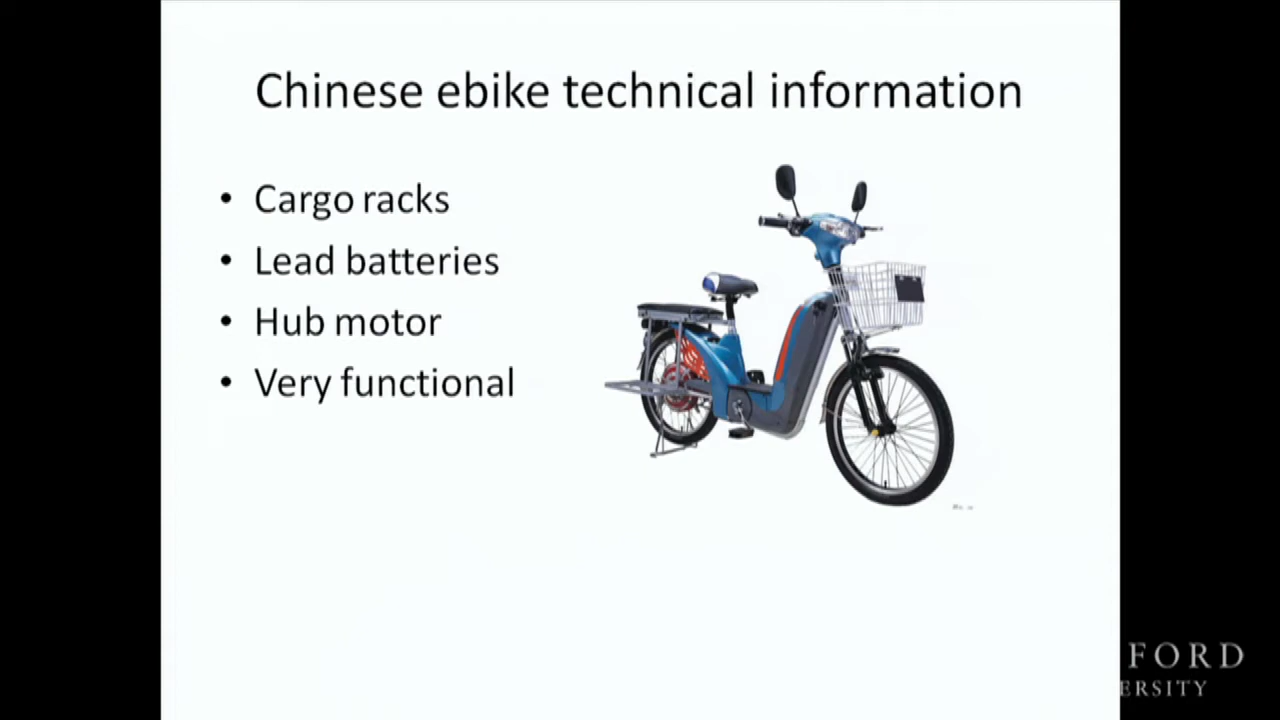 Chinese ebike technical information
• Cargo racks
• Lead batteries
• Hub motor
• Very functional
FORD
ERSITY